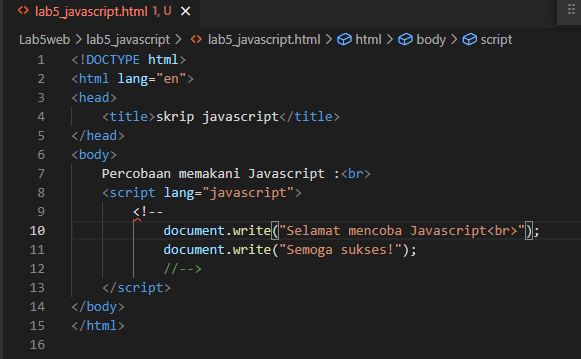 <> lab5_javascript.html 1, U ×
Lab5web > lab5_javascript > <> lab5_javascript.html > html > body > script
1 <!DOCTYPE html>
2 <html lang="en">
3 <head>
4     <title>skrip javascript</title>
5 </head>
6 <body>
7     Percobaan memakani Javascript :<br>
8     <script lang="javascript">
9         <!--
10             document.write("Selamat mencoba Javascript<br>");
11             document.write("Semoga sukses!");
12             //-->
13     </script>
14 </body>
15 </html>
16